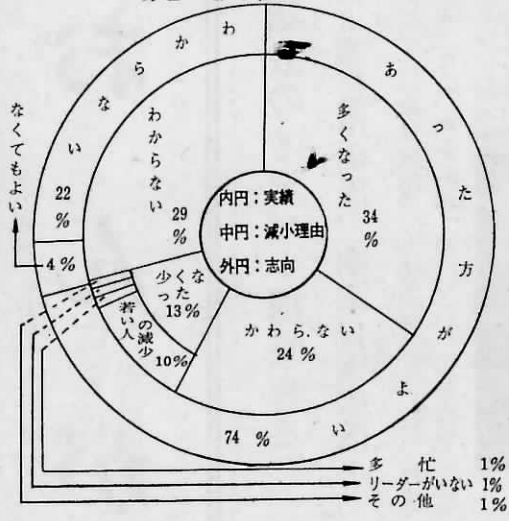 内円：実績
中円：減小理由
外円：志向
多くなった
34
%
かわらない
24 %
少くなった
13%
若い人の減少
10%
わからない
29
%
あった方がよい
74 %
なくてもよい
4 %
わからない
22
%
多忙 1%
リーダーがいない 1%
その他 1%